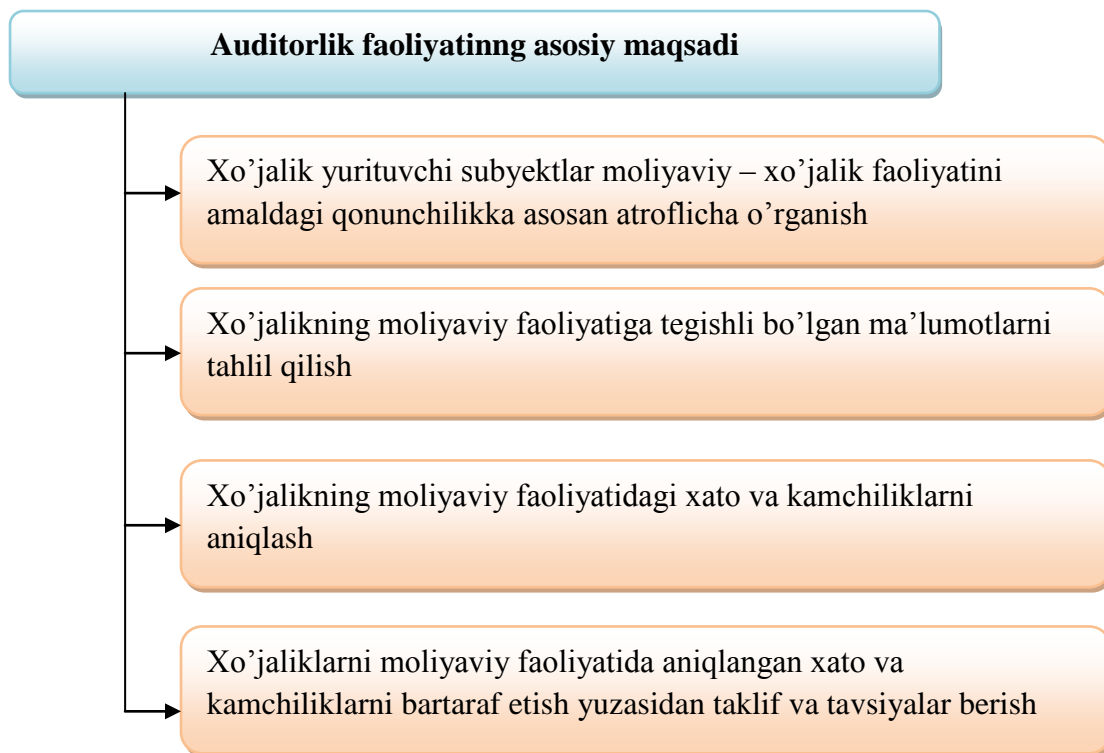 Auditorlik faoliyatinng asosiy maqsadi
Xo’jalik yurituvchi subyektlar moliyaviy – xo’jalik faoliyatini
amaldagi qonunchilikka asosan atroflicha o’rganish
Xo’jalikning moliyaviy faoliyatiga tegishli bo’lgan ma’lumotlarni
tahlil qilish
Xo’jalikning moliyaviy faoliyatidagi xato va kamchiliklarni
aniqlash
Xo’jaliklarni moliyaviy faoliyatida aniqlangan xato va
kamchiliklarni bartaraf etish yuzasidan taklif va tavsiyalar berish